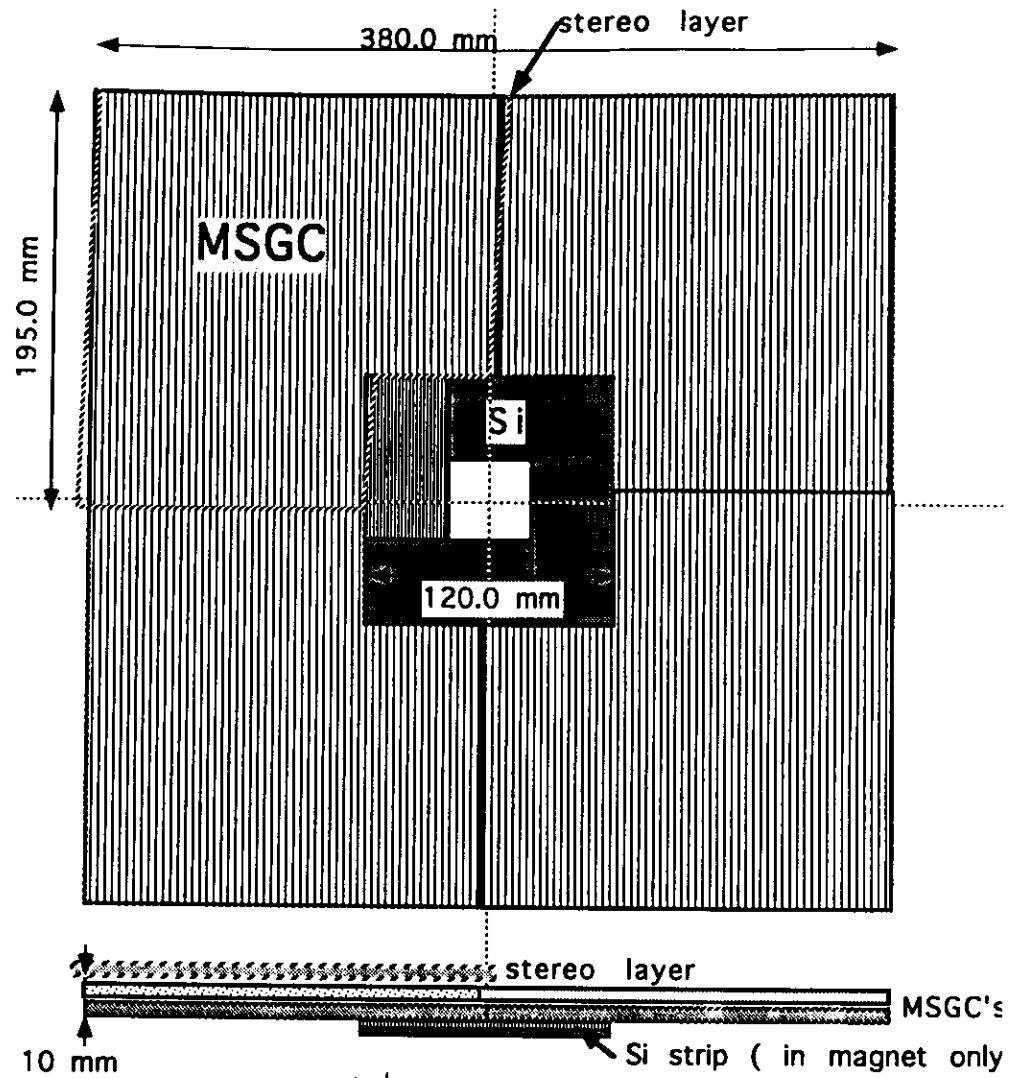 stereo layer
380.0 mm
MSGC
195.0 mm
Si
120.0 mm
stereo layer
MSGC's
10 mm
Si strip ( in magnet only